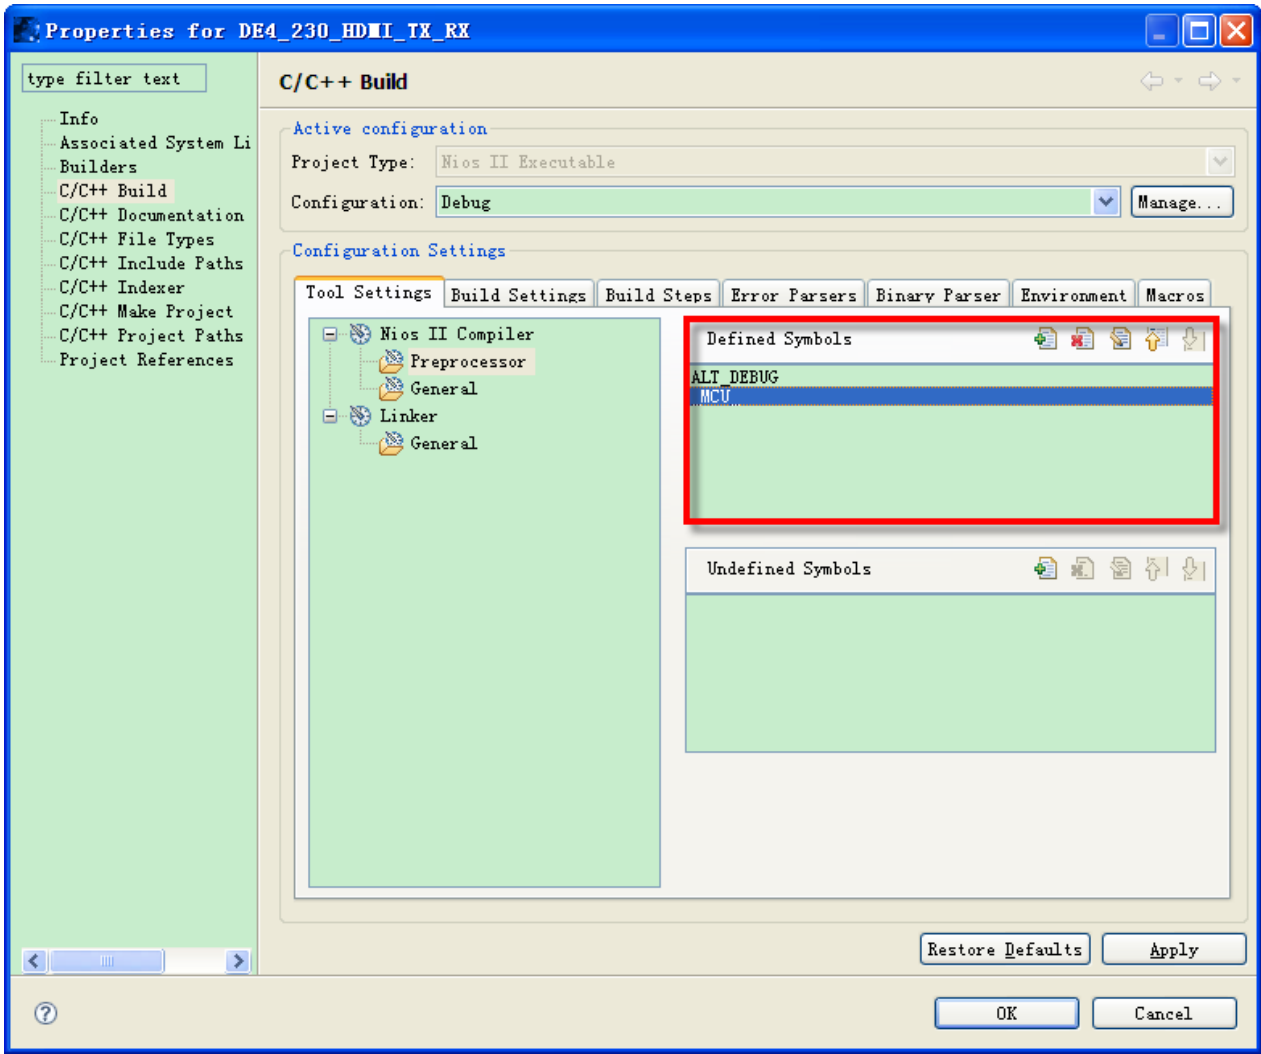 Properties for DE4_230_HDMI_TX_RX
type filter text
Info
Associated System Li
Builders
C/C++ Build
C/C++ Documentation
C/C++ File Types
C/C++ Include Paths
C/C++ Indexer
C/C++ Make Project
C/C++ Project Paths
Project References
C/C++ Build
Active configuration
Project Type: Nios II Executable
Configuration: Debug Manage...
Configuration Settings
Tool Settings Build Settings Build Steps Error Parsers Binary Parser Environment Macros
Nios II Compiler
Preprocessor
General
Linker
General
Defined Symbols
ALT_DEBUG
_MCU_
Undefined Symbols
Restore Defaults Apply
OK Cancel